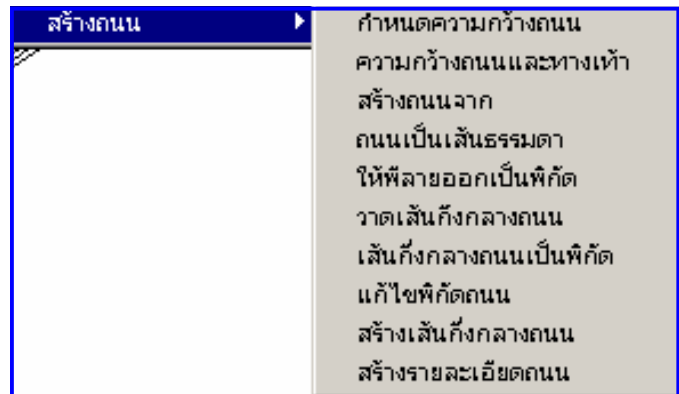 สร้างถนน
กำหนดความกว้างถนน
ความกว้างถนนและทางเท้า
สร้างถนนจาก
ถนนเป็นเส้นธรรมดา
ให้พีลายออกเป็นพิกัด
วาดเส้นกึ่งกลางถนน
เส้นกึ่งกลางถนนเป็นพิกัด
แก้ไขพิกัดถนน
สร้างเส้นกึ่งกลางถนน
สร้างรายละเอียดถนน